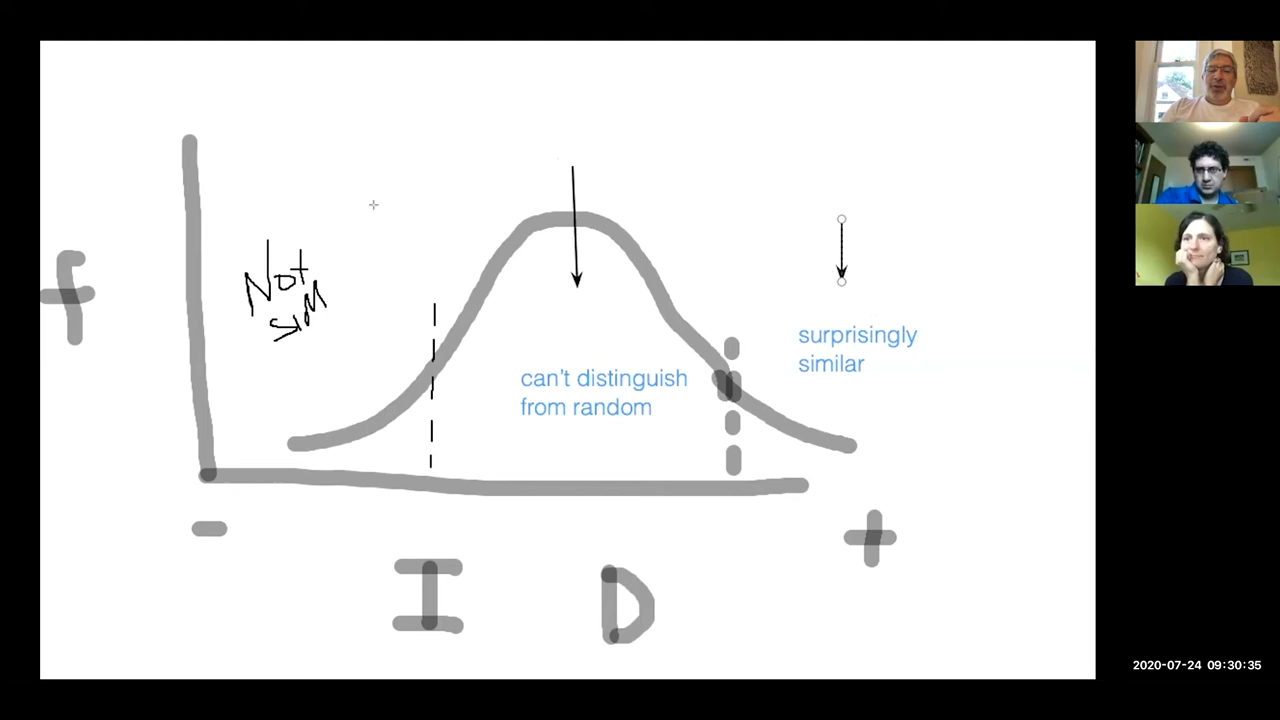 f
Not
SIM
can't distinguish
from random
surprisingly
similar
-
+
I D
2020-07-24 09:30:35